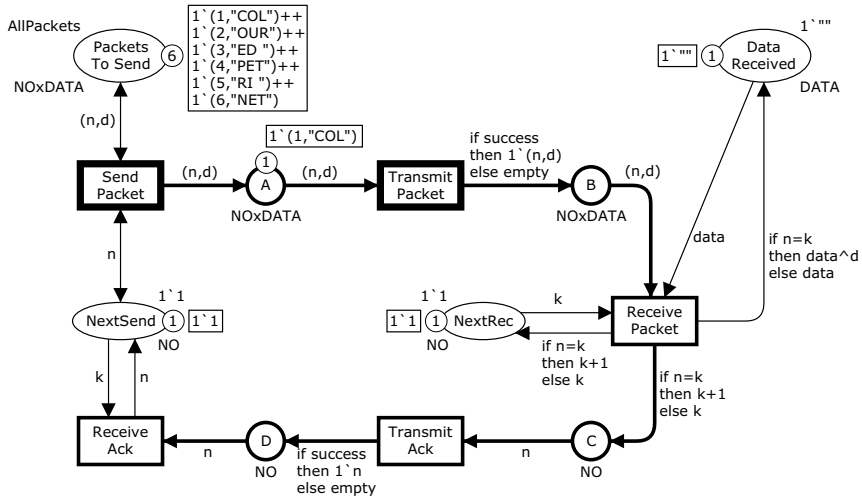 AllPackets
Packets
To Send
6
NOxDATA
1`(1,"COL")++
1`(2,"OUR")++
1`(3,"ED ")++
1`(4,"PET")++
1`(5,"RI ")++
1`(6,"NET")
1`""
1`""
1
Data
Received
DATA
(n,d)
1`(1,"COL")
1
Send
Packet
(n,d)
A
NOxDATA
(n,d)
Transmit
Packet
if success
then 1`(n,d)
else empty
B
NOxDATA
(n,d)
n
data
if n=k
then data^d
else data
1`1
NextSend
1
1`1
NO
1`1
1`1
1
NextRec
NO
k
if n=k
then k+1
else k
Receive
Packet
k
n
if n=k
then k+1
else k
Receive
Ack
n
D
NO
if success
then 1`n
else empty
Transmit
Ack
n
C
NO